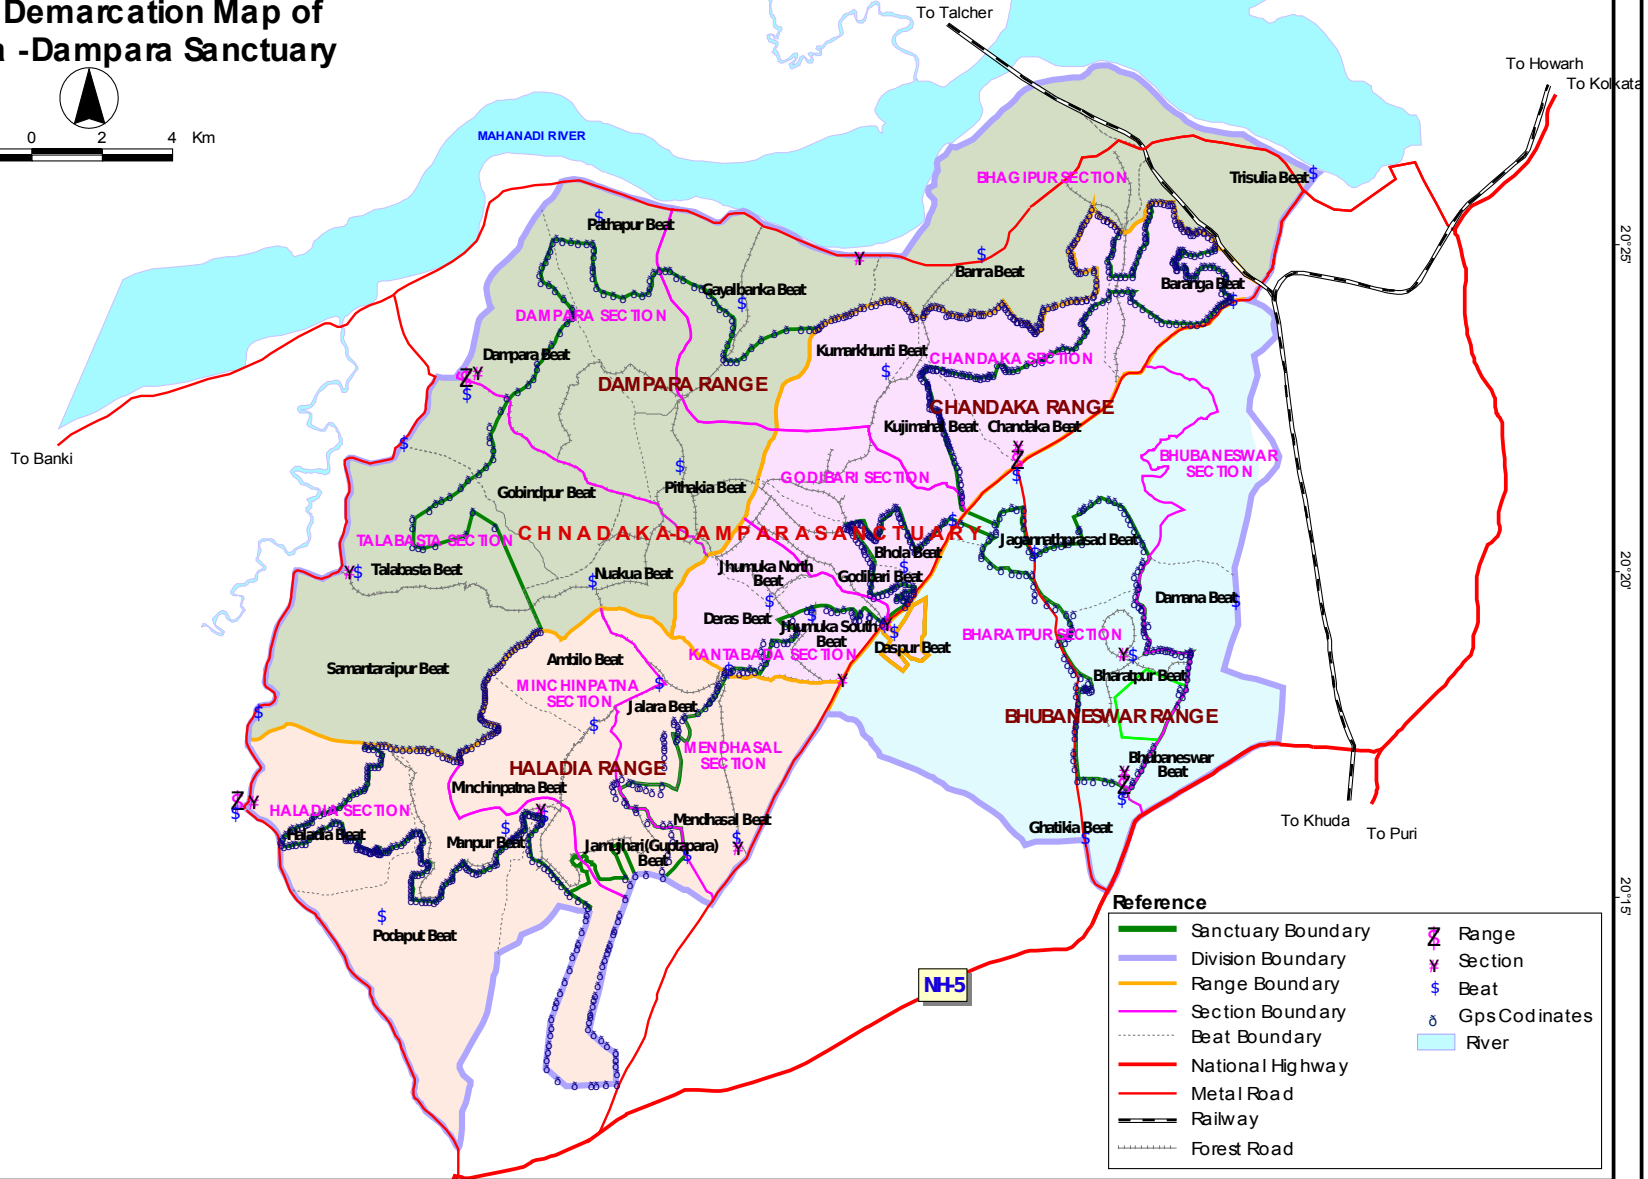 Demarcation Map of
a -Dampara Sanctuary
0 2 4 Km
To Talcher
To Howarh
To Kolkata
MAHANADI RIVER
BHAGIPUR SECTION
Trisulia Beat
Pathapur Beat
Banra Beat
Baranga Beat
Gayalbanka Beat
DAMPARA SECTION
Dampara Beat
Kumarkhunti Beat
CHANDAKA SECTION
DAMPARA RANGE
CHANDAKA RANGE
Kujimahal Beat
Chandaka Beat
To Banki
BHUBANESWAR
SECTION
GODIBARI SECTION
Gobindpur Beat
Pithakia Beat
CHNADAKA-DAMPARA SANCTUARY
TALABASTA SECTION
Jagannathprasad Beat
Bhola Beat
Talabasta Beat
Nuakua Beat
Jhumuka North
Beat
Godibari Beat
Damana Beat
Deras Beat
Jhumuka South
Beat
BHARATPUR SECTION
Daspur Beat
KANTABADA SECTION
Samantaraipur Beat
Ambilo Beat
MINCHINPATNA
SECTION
Bharatpur Beat
Jalara Beat
BHUBANESWAR RANGE
MENDHASAL
SECTION
Bhubaneswar
Beat
HALADIA RANGE
Minchinpatna Beat
HALADIA SECTION
Haladia Beat
Manpur Beat
Mendhasal Beat
Jamujhari(Guptapara)
Beat
Ghatikia Beat
To Khuda
To Puri
Podaput Beat
NH-5
20°25'
20°20'
20°15'
Reference
Sanctuary Boundary
Division Boundary
Range Boundary
Section Boundary
Beat Boundary
National Highway
Metal Road
Railway
Forest Road
Range
Section
Beat
Gps Codinates
River